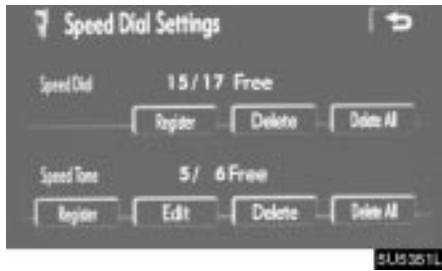 Speed Dial Settings
Speed Dial 15/17 Free
Register Delete Delete All
Speed Tone 5/ 6 Free
Register Edit Delete Delete All
5U5361L